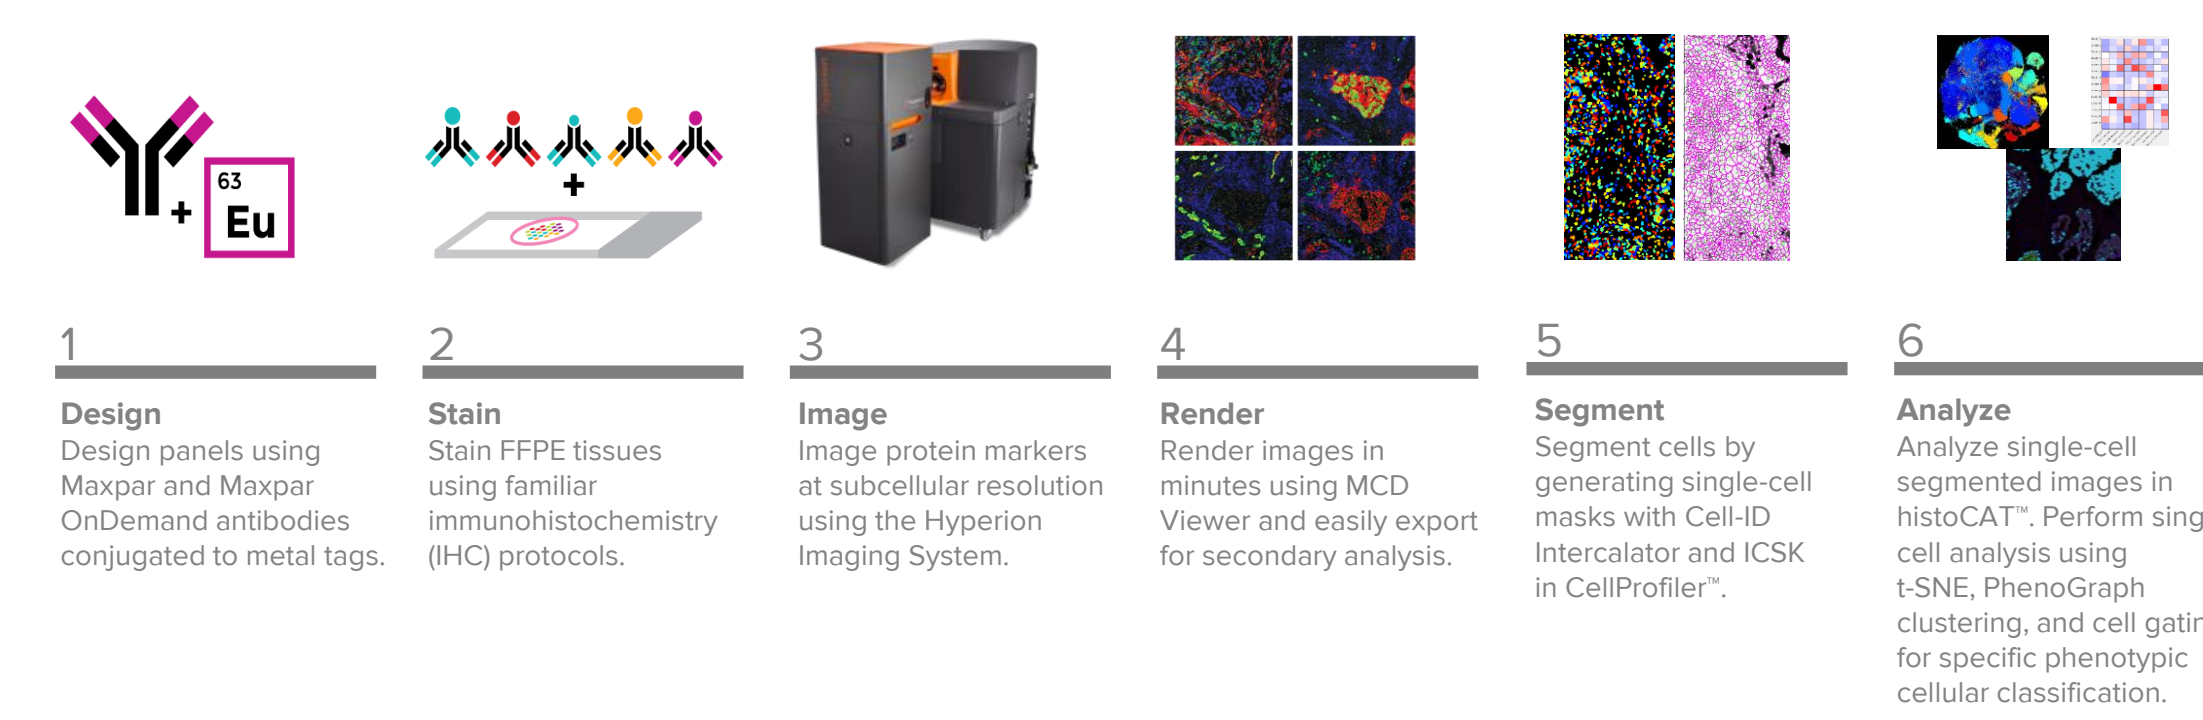 63
Eu
1
Design
Design panels using
Maxpar and Maxpar
OnDemand antibodies
conjugated to metal tags.
2
Stain
Stain FFPE tissues
using familiar
immunohistochemistry
(IHC) protocols.
3
Image
Image protein markers
at subcellular resolution
using the Hyperion
Imaging System.
4
Render
Render images in
minutes using MCD
Viewer and easily export
for secondary analysis.
5
Segment
Segment cells by
generating single-cell
masks with Cell-ID
Intercalator and ICSK
in CellProfiler™.
6
Analyze
Analyze single-cell
segmented images in
histoCAT™. Perform sing
cell analysis using
t-SNE, PhenoGraph
clustering, and cell gatin
for specific phenotypic
cellular classification.